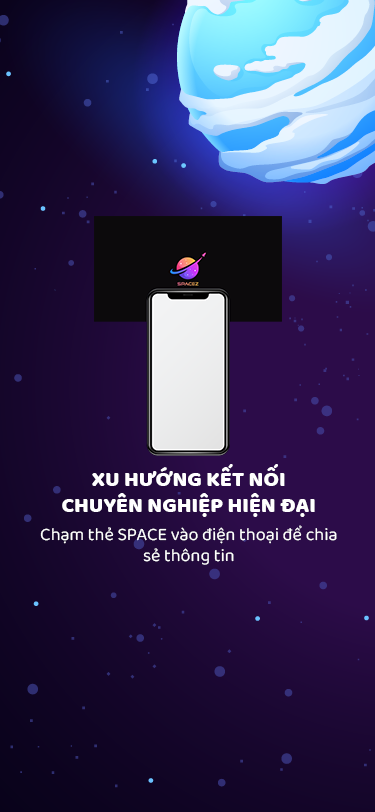 SPACEZ
XU HƯỚNG KẾT NỐI
CHUYÊN NGHIỆP HIỆN ĐẠI
Chạm thẻ SPACE vào điện thoại để chia
sẻ thông tin